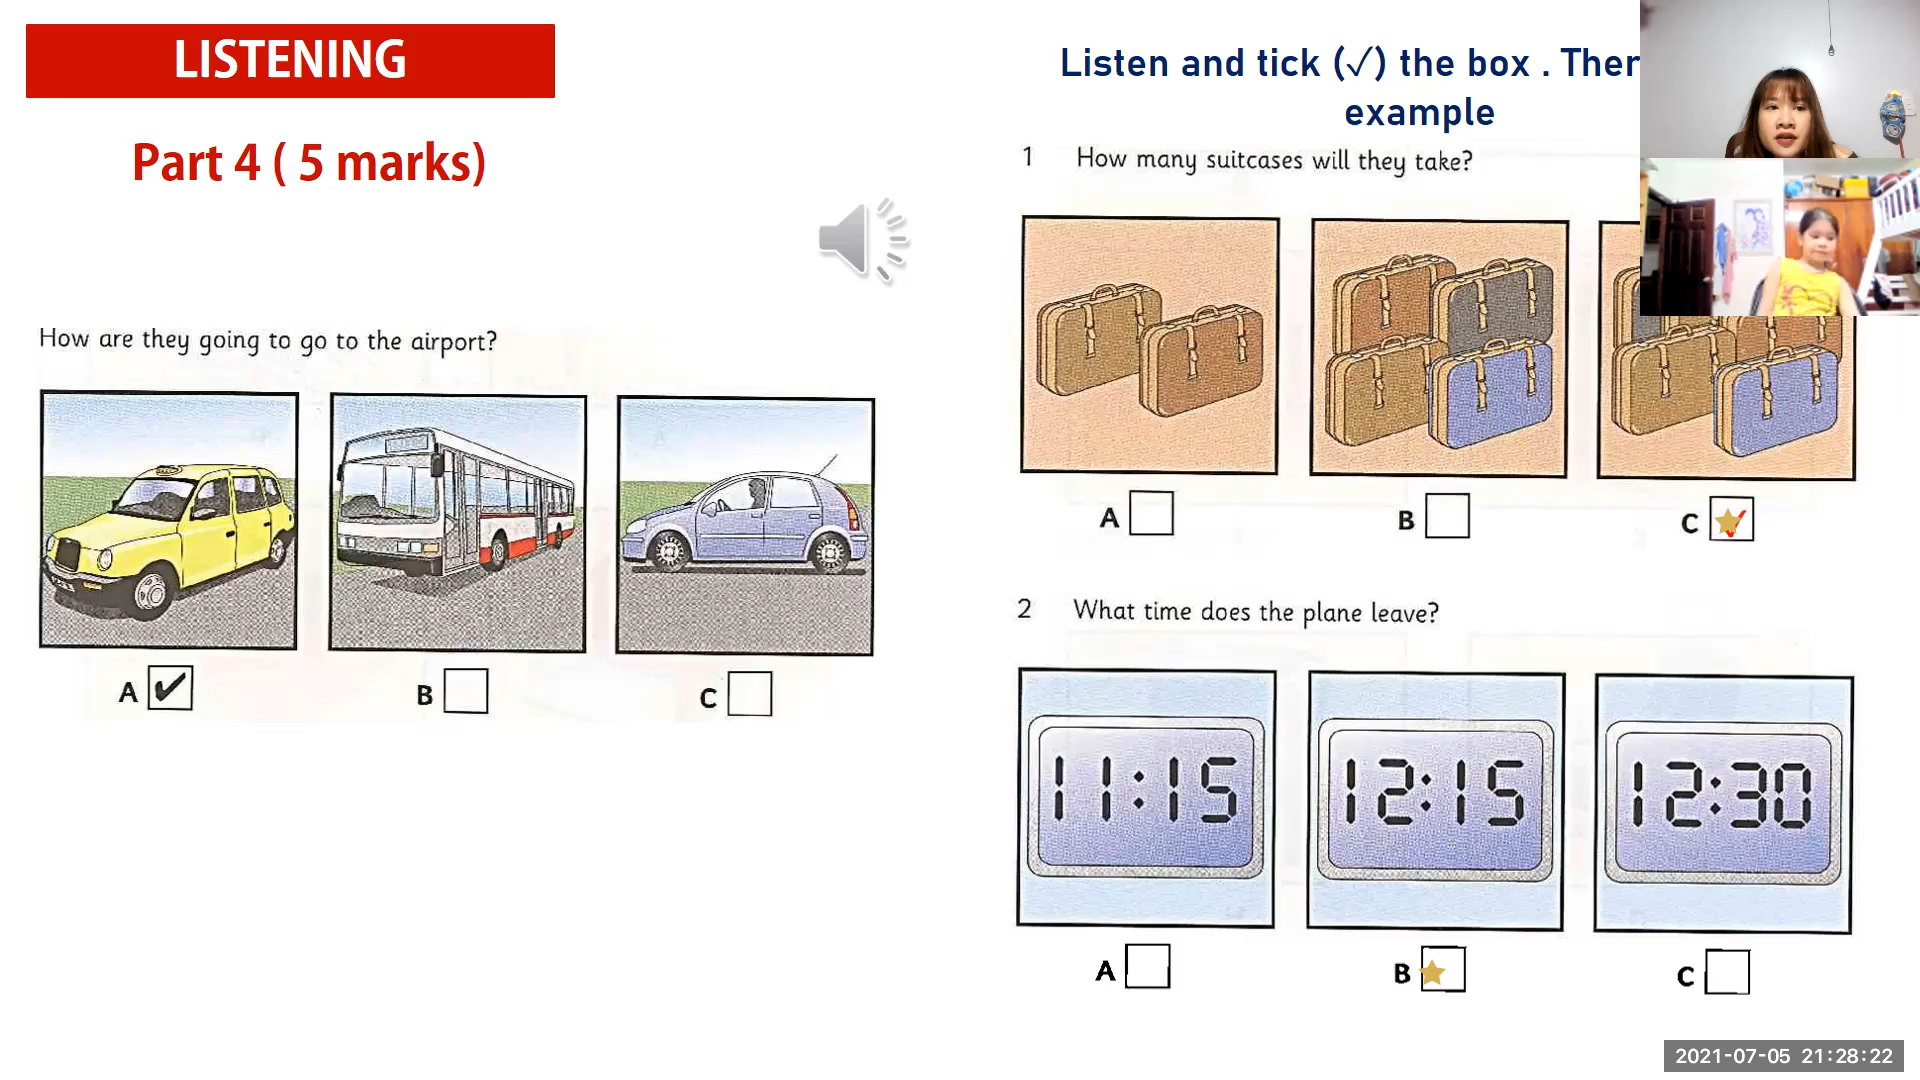 LISTENING
Part 4 ( 5 marks)
How are they going to go to the airport?
A
B
C
Listen and tick (✓) the box . Ther
example
1 How many suitcases will they take?
A
B
C
2 What time does the plane leave?
11:15
12:15
12:30
A
B
C
2021-07-05 21:28:22